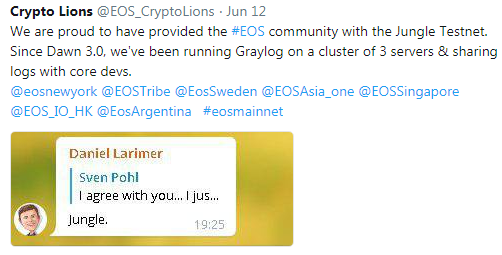 Crypto Lions @EOS_CryptoLions · Jun 12
We are proud to have provided the #EOS community with the Jungle Testnet.
Since Dawn 3.0, we've been running Graylog on a cluster of 3 servers & sharing
logs with core devs.
@eosnewyork @EOSTribe @EosSweden @EOSAsia_one @EOSSingapore
@EOS_IO_HK @EosArgentina #eosmainnet
Daniel Larimer
Sven Pohl
I agree with you... I jus...
Jungle.
19:25